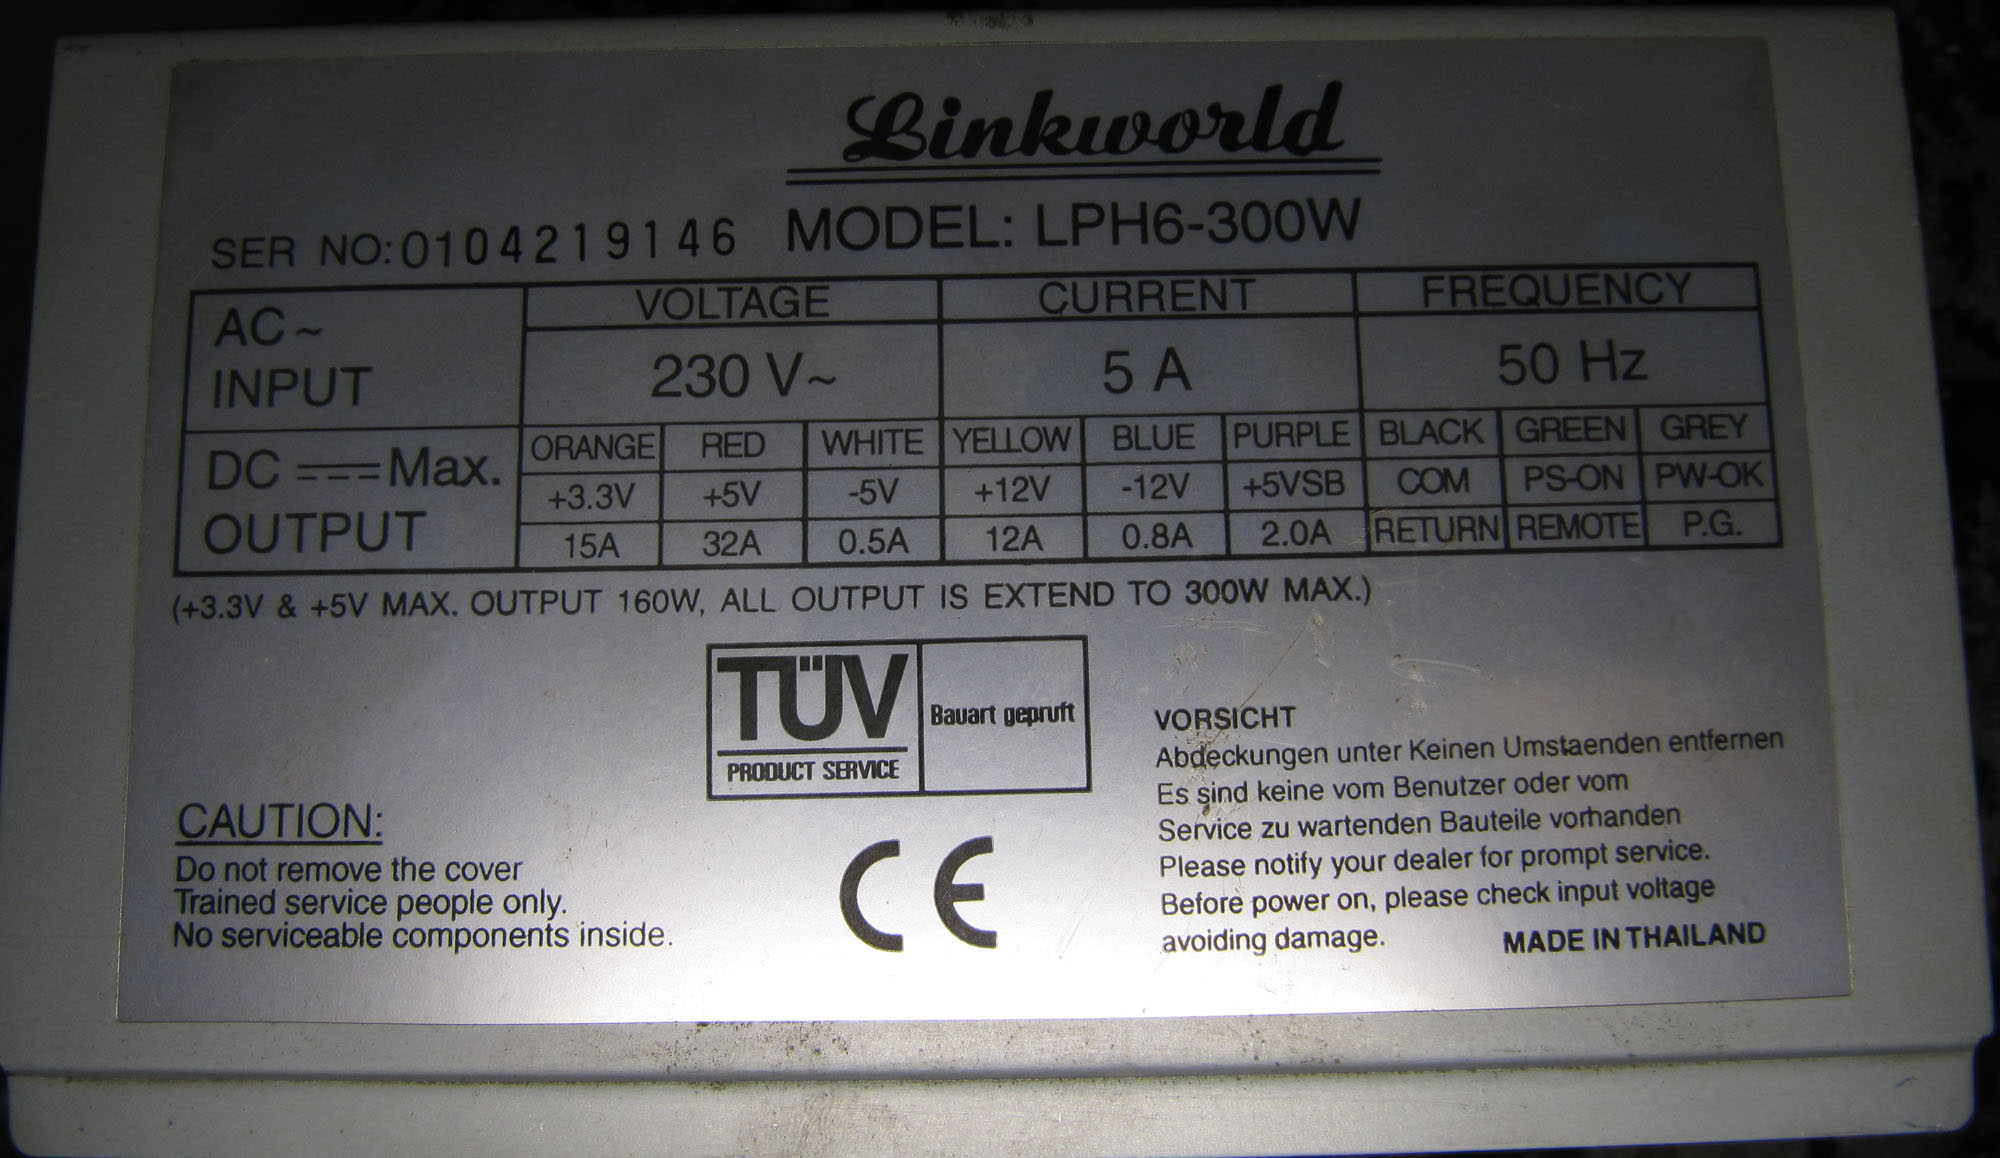 Linkworld
SER NO:0104219146 MODEL: LPH6-300W
AC~ INPUT VOLTAGE CURRENT FREQUENCY
230 V~ 5 A 50 Hz
DC Max. OUTPUT ORANGE RED WHITE YELLOW BLUE PURPLE BLACK GREEN GREY
+3.3V +5V -5V +12V -12V +5VSB COM PS-ON PW-OK
15A 32A 0.5A 12A 0.8A 2.0A RETURN REMOTE P.G.
(+3.3V & +5V MAX. OUTPUT 160W, ALL OUTPUT IS EXTEND TO 300W MAX.)
TÜV
PRODUCT SERVICE
Bauart gepruft
CAUTION:
Do not remove the cover
Trained service people only.
No serviceable components inside.
CE
VORSICHT
Abdeckungen unter Keinen Umstaenden entfernen
Es sind keine vom Benutzer oder vom
Service zu wartenden Bauteile vorhanden
Please notify your dealer for prompt service.
Before power on, please check input voltage
avoiding damage.
MADE IN THAILAND